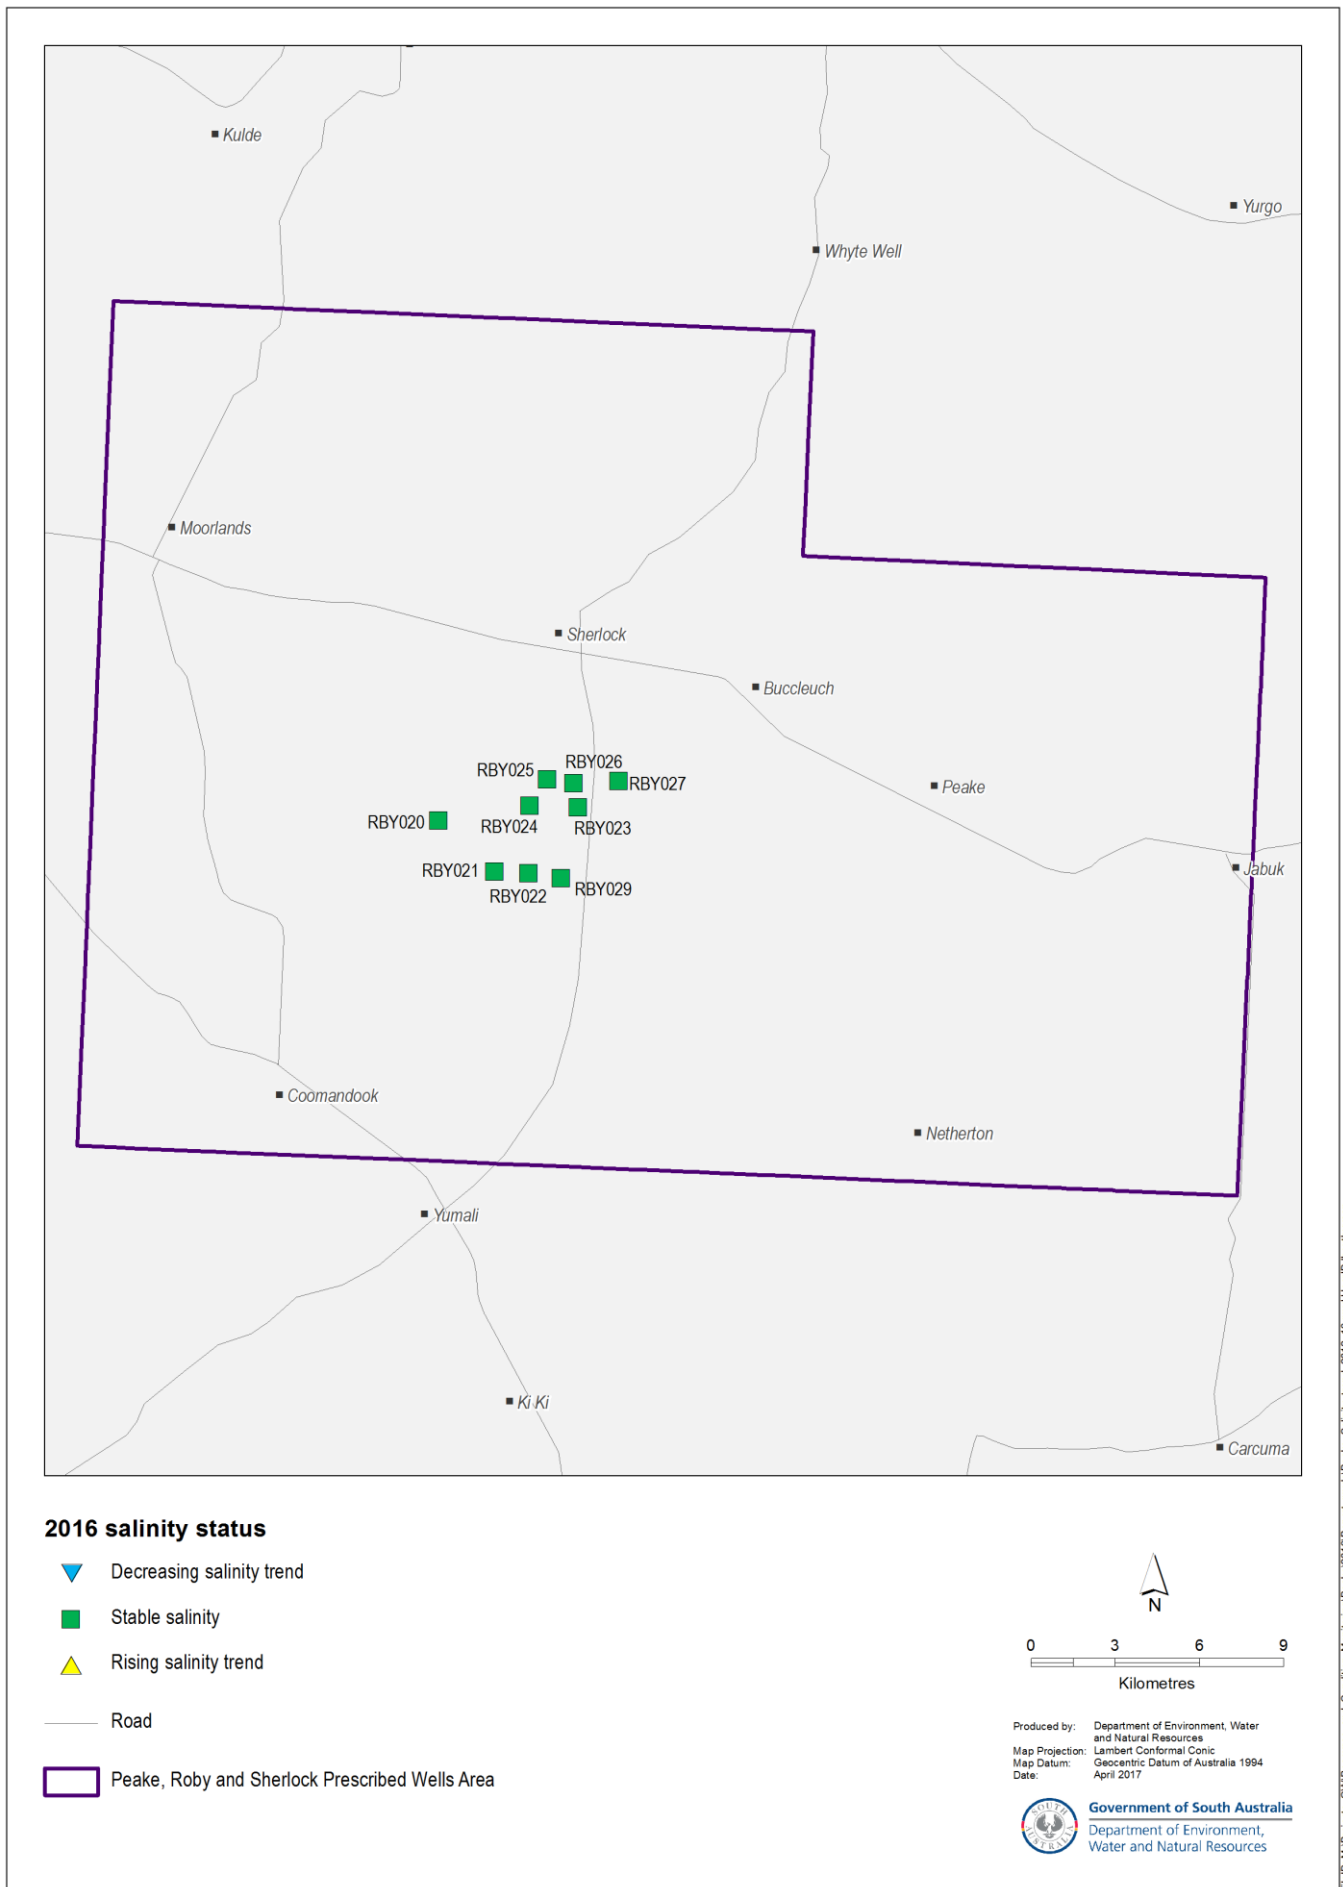 Kulde
Yurgo
Whyte Well
Moorlands
Sherlock
Buccleuch
RBY026
RBY025
RBY027
Peake
RBY020
RBY024
RBY023
RBY021
Jabuk
RBY022
RBY029
Coomandook
Netherton
Yumali
Ki Ki
Carcuma
2016 salinity status
Decreasing salinity trend
Stable salinity
Rising salinity trend
Road
Peake, Roby and Sherlock Prescribed Wells Area
N
0 3 6 9
Kilometres
Produced by: Department of Environment, Water
and Natural Resources
Map Projection: Lambert Conformal Conic
Map Datum: Geocentric Datum of Australia 1994
Date: April 2017
SOUTH AUSTRALIA
Government of South Australia
Department of Environment,
Water and Natural Resources